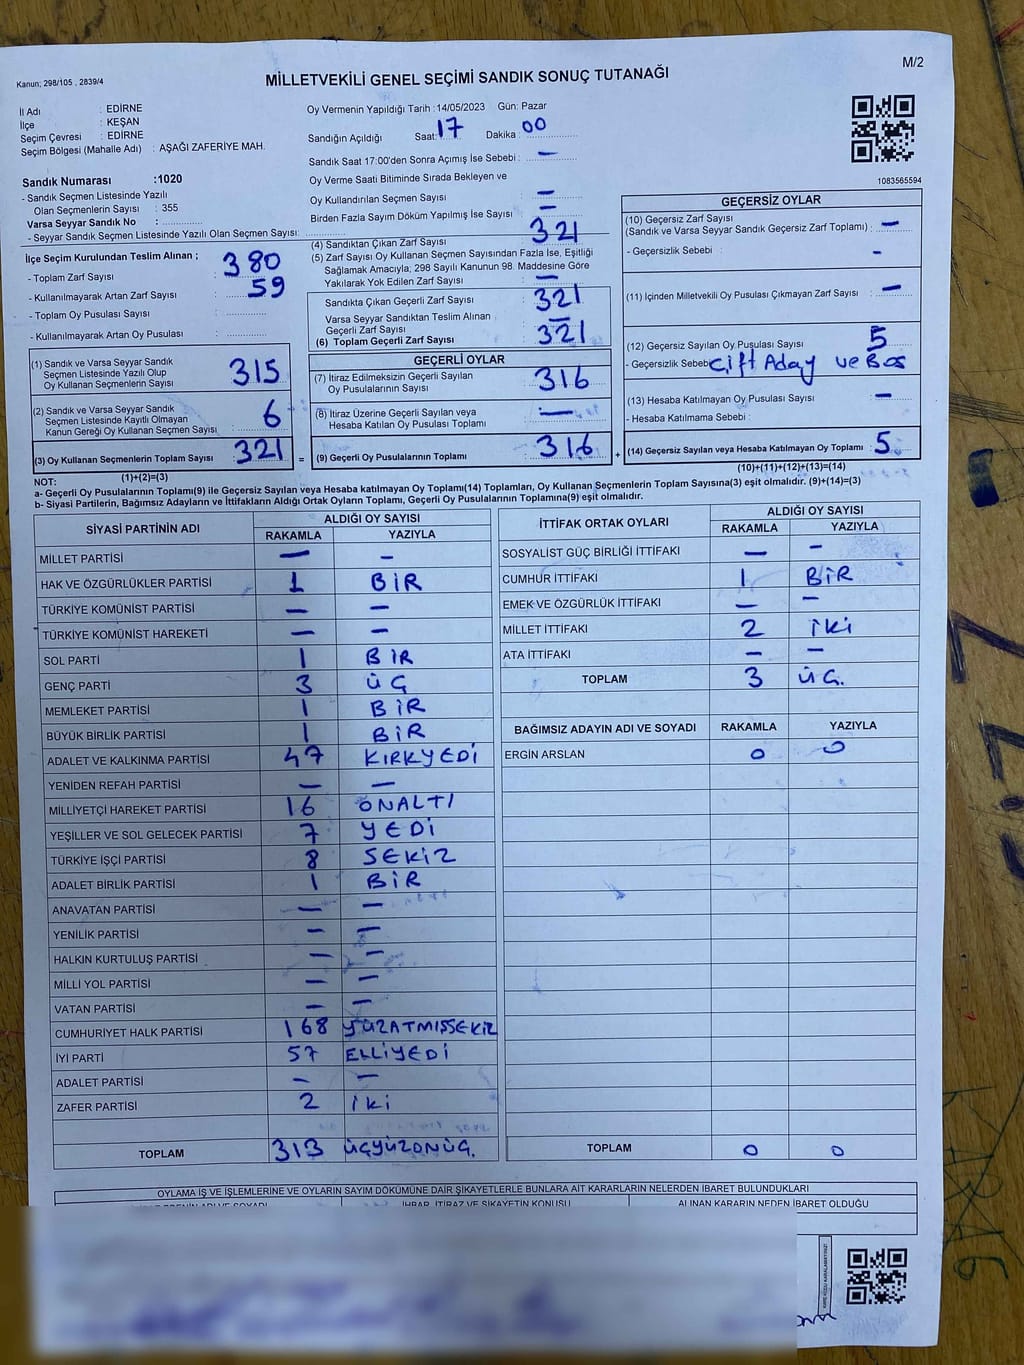 M/2
Kanun; 298/105 , 2839/4
MİLLETVEKİLİ GENEL SEÇİMİ SANDIK SONUÇ TUTANAĞI
İl Adı : EDİRNE
İlçe : KEŞAN
Seçim Çevresi : EDİRNE
Seçim Bölgesi (Mahalle Adı) : AŞAĞI ZAFERİYE MAH.
Oy Vermenin Yapıldığı Tarih : 14/05/2023 Gün: Pazar
Sandığın Açıldığı Saat: 17 Dakika 00
Sandık Saat 17:00'den Sonra Açımış İse Sebebi : —
Oy Verme Saati Bitiminde Sırada Bekleyen ve
Oy Kullandırılan Seçmen Sayısı —
Birden Fazla Sayım Döküm Yapılmış İse Sayısı —
1083565594
Sandık Numarası :1020
- Sandık Seçmen Listesinde Yazılı
Olan Seçmenlerin Sayısı : 355
Varsa Seyyar Sandık No :
- Seyyar Sandık Seçmen Listesinde Yazılı Olan Seçmen Sayısı:
İlçe Seçim Kurulundan Teslim Alınan ;
- Toplam Zarf Sayısı 380
- Kullanılmayarak Artan Zarf Sayısı : 59
- Toplam Oy Pusulası Sayısı
- Kullanılmayarak Artan Oy Pusulası
(1) Sandık ve Varsa Seyyar Sandık
Seçmen Listesinde Yazılı Olup
Oy Kullanan Seçmenlerin Sayısı 315
(2) Sandık ve Varsa Seyyar Sandık
Seçmen Listesinde Kayıtlı Olmayan
Kanun Gereği Oy Kullanan Seçmen Sayısı 6
(3) Oy Kullanan Seçmenlerin Toplam Sayısı 321 =
(1)+(2)=(3)
(4) Sandıktan Çıkan Zarf Sayısı 321
(5) Zarf Sayısı Oy Kullanan Seçmen Sayısından Fazla İse, Eşitliği
Sağlamak Amacıyla; 298 Sayılı Kanunun 98. Maddesine Göre
Yakılarak Yok Edilen Zarf Sayısı : —
Sandıkta Çıkan Geçerli Zarf Sayısı : 321
Varsa Seyyar Sandıktan Teslim Alınan
Geçerli Zarf Sayısı : —
(6) Toplam Geçerli Zarf Sayısı 321
GEÇERLİ OYLAR
(7) İtiraz Edilmeksizin Geçerli Sayılan
Oy Pusulalarının Sayısı : 316
(8) İtiraz Üzerine Geçerli Sayılan veya
Hesaba Katılan Oy Pusulası Toplamı : —
(9) Geçerli Oy Pusulalarının Toplamı : 316 +
GEÇERSİZ OYLAR
(10) Geçersiz Zarf Sayısı
(Sandık ve Varsa Seyyar Sandık Geçersiz Zarf Toplamı) : —
- Geçersizlik Sebebi : -
(11) İçinden Milletvekili Oy Pusulası Çıkmayan Zarf Sayısı : —
(12) Geçersiz Sayılan Oy Pusulası Sayısı : 5
- Geçersizlik Sebebi Çift Aday ve Boş
(13) Hesaba Katılmayan Oy Pusulası Sayısı : —
- Hesaba Katılmama Sebebi :
(14) Geçersiz Sayılan veya Hesaba Katılmayan Oy Toplamı : 5
(10)+(11)+(12)+(13)=(14)
NOT:
a- Geçerli Oy Pusulalarının Toplamı(9) ile Geçersiz Sayılan veya Hesaba katılmayan Oy Toplamı(14) Toplamları, Oy Kullanan Seçmenlerin Toplam Sayısına(3) eşit olmalıdır. (9)+(14)=(3)
b- Siyasi Partilerin, Bağımsız Adayların ve İttifakların Aldığı Ortak Oyların Toplamı, Geçerli Oy Pusulalarının Toplamına(9) eşit olmalıdır.
SİYASİ PARTİNİN ADI ALDIĞI OY SAYISI
RAKAMLA YAZIYLA
MİLLET PARTİSİ — —
HAK VE ÖZGÜRLÜKLER PARTİSİ 1 BİR
TÜRKİYE KOMÜNİST PARTİSİ — —
TÜRKİYE KOMÜNİST HAREKETİ — —
SOL PARTİ 1 BİR
GENÇ PARTİ 3 ÜÇ
MEMLEKET PARTİSİ 1 BİR
BÜYÜK BİRLİK PARTİSİ 1 BİR
ADALET VE KALKINMA PARTİSİ 47 KIRKYEDİ
YENİDEN REFAH PARTİSİ — —
MİLLİYETÇİ HAREKET PARTİSİ 16 ONALTI
YEŞİLLER VE SOL GELECEK PARTİSİ 7 YEDİ
TÜRKİYE İŞÇİ PARTİSİ 8 SEKİZ
ADALET BİRLİK PARTİSİ 1 BİR
ANAVATAN PARTİSİ — —
YENİLİK PARTİSİ — —
HALKIN KURTULUŞ PARTİSİ — —
MİLLİ YOL PARTİSİ — —
VATAN PARTİSİ — —
CUMHURİYET HALK PARTİSİ 168 YÜZATMIŞSEKİZ
İYİ PARTİ 57 ELLİYEDİ
ADALET PARTİSİ — —
ZAFER PARTİSİ 2 İKİ
TOPLAM 313 ÜÇYÜZONÜÇ.
İTTİFAK ORTAK OYLARI ALDIĞI OY SAYISI
RAKAMLA YAZIYLA
SOSYALİST GÜÇ BİRLİĞİ İTTİFAKI — —
CUMHUR İTTİFAKI 1 BİR
EMEK VE ÖZGÜRLÜK İTTİFAKI — —
MİLLET İTTİFAKI 2 İKİ
ATA İTTİFAKI — —
TOPLAM 3 ÜÇ.
BAĞIMSIZ ADAYIN ADI VE SOYADI RAKAMLA YAZIYLA
ERGİN ARSLAN 0 0
TOPLAM 0 0
OYLAMA İŞ VE İŞLEMLERİNE VE OYLARIN SAYIM DÖKÜMÜNE DAİR ŞİKAYETLERLE BUNLARA AİT KARARLARIN NELERDEN İBARET BULUNDUKLARI
İHBAR, İTİRAZ VE ŞİKAYETİN KONUSU ALINAN KARARIN NEDEN İBARET OLDUĞU